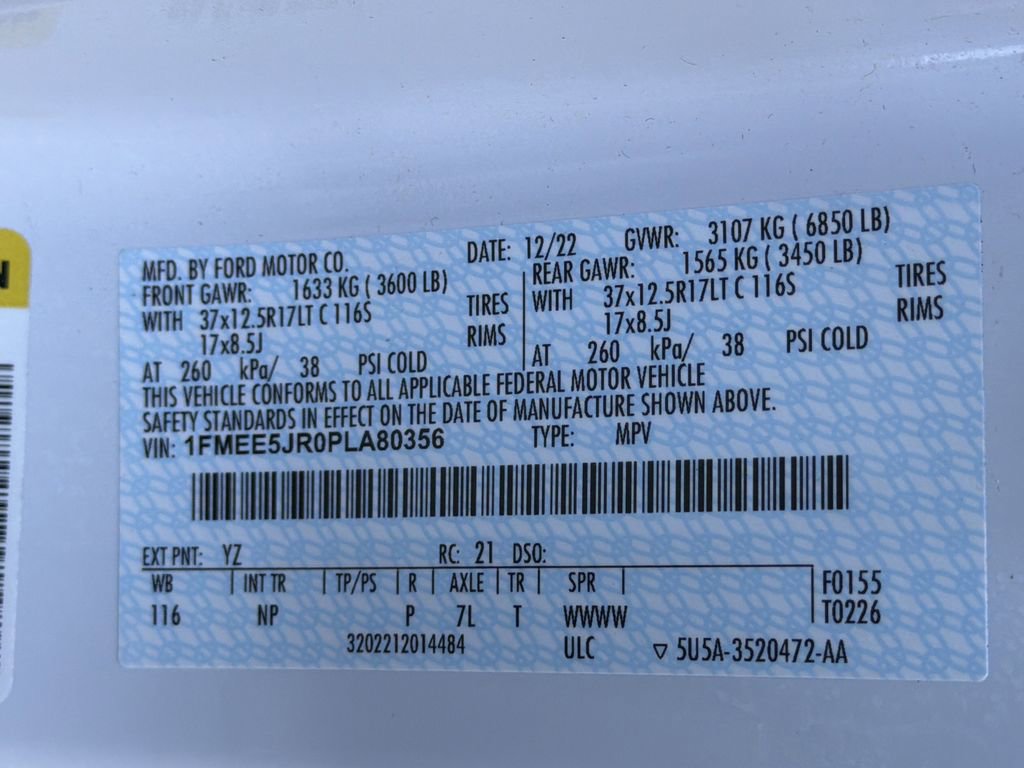 N
MFD. BY FORD MOTOR CO.
DATE: 12/22
GVWR: 3107 KG ( 6850 LB)
FRONT GAWR: 1633 KG ( 3600 LB)
WITH 37x12.5R17LT C 116S TIRES
17x8.5J RIMS
AT 260 kPa/ 38 PSI COLD
REAR GAWR: 1565 KG ( 3450 LB)
WITH 37x12.5R17LT C 116S TIRES
17x8.5J RIMS
AT 260 kPa/ 38 PSI COLD
THIS VEHICLE CONFORMS TO ALL APPLICABLE FEDERAL MOTOR VEHICLE
SAFETY STANDARDS IN EFFECT ON THE DATE OF MANUFACTURE SHOWN ABOVE.
VIN: 1FMEE5JR0PLA80356 TYPE: MPV
EXT PNT: YZ RC: 21 DSO:
WB INT TR TP/PS R AXLE TR SPR F0155
116 NP P 7L T WWWW T0226
3202212014484 ULC ▽ 5U5A-3520472-AA